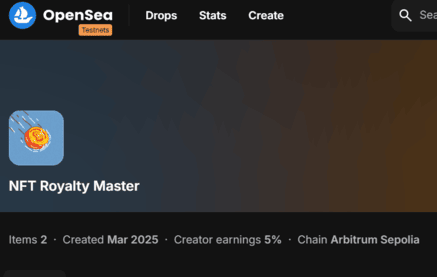 OpenSea Drops Stats Create
Testnets
NFT Royalty Master
Items 2 · Created Mar 2025 · Creator earnings 5% · Chain Arbitrum Sepolia